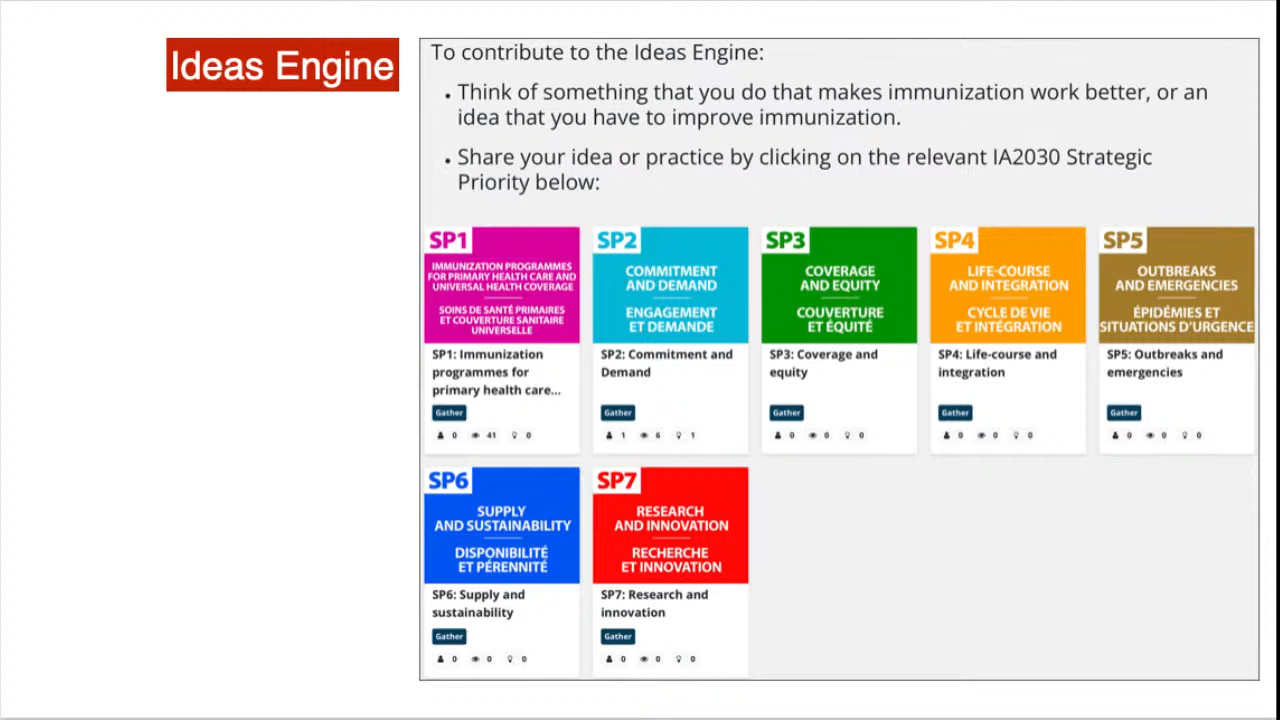 Ideas Engine
To contribute to the Ideas Engine:
• Think of something that you do that makes immunization work better, or an
idea that you have to improve immunization.
• Share your idea or practice by clicking on the relevant IA2030 Strategic
Priority below:
SP1
IMMUNIZATION PROGRAMMES
FOR PRIMARY HEALTH CARE AND
UNIVERSAL HEALTH COVERAGE
SOINS DE SANTÉ PRIMAIRES
ET COUVERTURE SANITAIRE
UNIVERSELLE
SP1: Immunization
programmes for
primary health care...
Gather
0 41 0
SP2
COMMITMENT
AND DEMAND
ENGAGEMENT
ET DEMANDE
SP2: Commitment and
Demand
Gather
1 6 1
SP3
COVERAGE
AND EQUITY
COUVERTURE
ET ÉQUITÉ
SP3: Coverage and
equity
Gather
0 0 0
SP4
LIFE-COURSE
AND INTEGRATION
CYCLE DE VIE
ET INTÉGRATION
SP4: Life-course and
integration
Gather
0 0 0
SP5
OUTBREAKS
AND EMERGENCIES
ÉPIDÉMIES ET
SITUATIONS D'URGENCE
SP5: Outbreaks and
emergencies
Gather
0 0 0
SP6
SUPPLY
AND SUSTAINABILITY
DISPONIBILITÉ
ET PÉRENNITÉ
SP6: Supply and
sustainability
Gather
0 0 0
SP7
RESEARCH
AND INNOVATION
RECHERCHE
ET INNOVATION
SP7: Research and
innovation
Gather
0 0 0